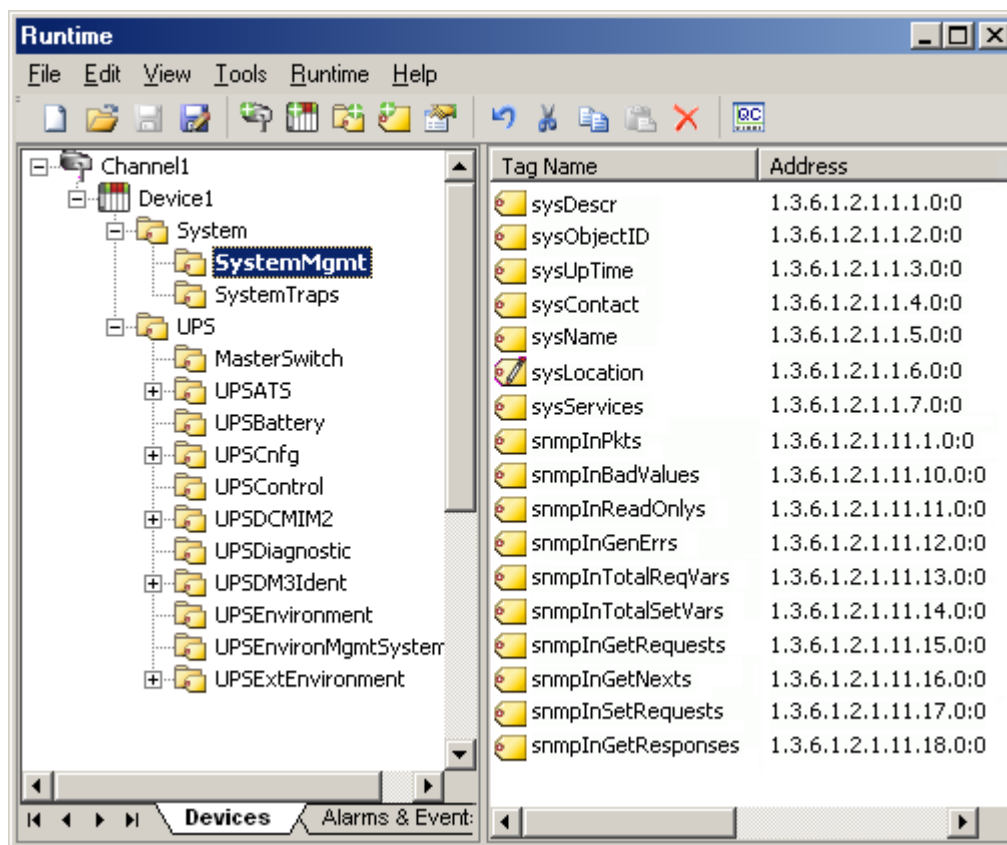 Runtime
File Edit View Tools Runtime Help
QC
Channel1
Device1
System
SystemMgmt
SystemTraps
UPS
MasterSwitch
UPSATS
UPSBattery
UPSCnfg
UPSControl
UPSDCMIM2
UPSDiagnostic
UPSDM3Ident
UPSEnvironment
UPSEnvironMgmtSystem
UPSExtEnvironment
Devices Alarms & Event
Tag Name Address
sysDescr 1.3.6.1.2.1.1.1.0:0
sysObjectID 1.3.6.1.2.1.1.2.0:0
sysUpTime 1.3.6.1.2.1.1.3.0:0
sysContact 1.3.6.1.2.1.1.4.0:0
sysName 1.3.6.1.2.1.1.5.0:0
sysLocation 1.3.6.1.2.1.1.6.0:0
sysServices 1.3.6.1.2.1.1.7.0:0
snmpInPkts 1.3.6.1.2.1.11.1.0:0
snmpInBadValues 1.3.6.1.2.1.11.10.0:0
snmpInReadOnlys 1.3.6.1.2.1.11.11.0:0
snmpInGenErrs 1.3.6.1.2.1.11.12.0:0
snmpInTotalReqVars 1.3.6.1.2.1.11.13.0:0
snmpInTotalSetVars 1.3.6.1.2.1.11.14.0:0
snmpInGetRequests 1.3.6.1.2.1.11.15.0:0
snmpInGetNexts 1.3.6.1.2.1.11.16.0:0
snmpInSetRequests 1.3.6.1.2.1.11.17.0:0
snmpInGetResponses 1.3.6.1.2.1.11.18.0:0